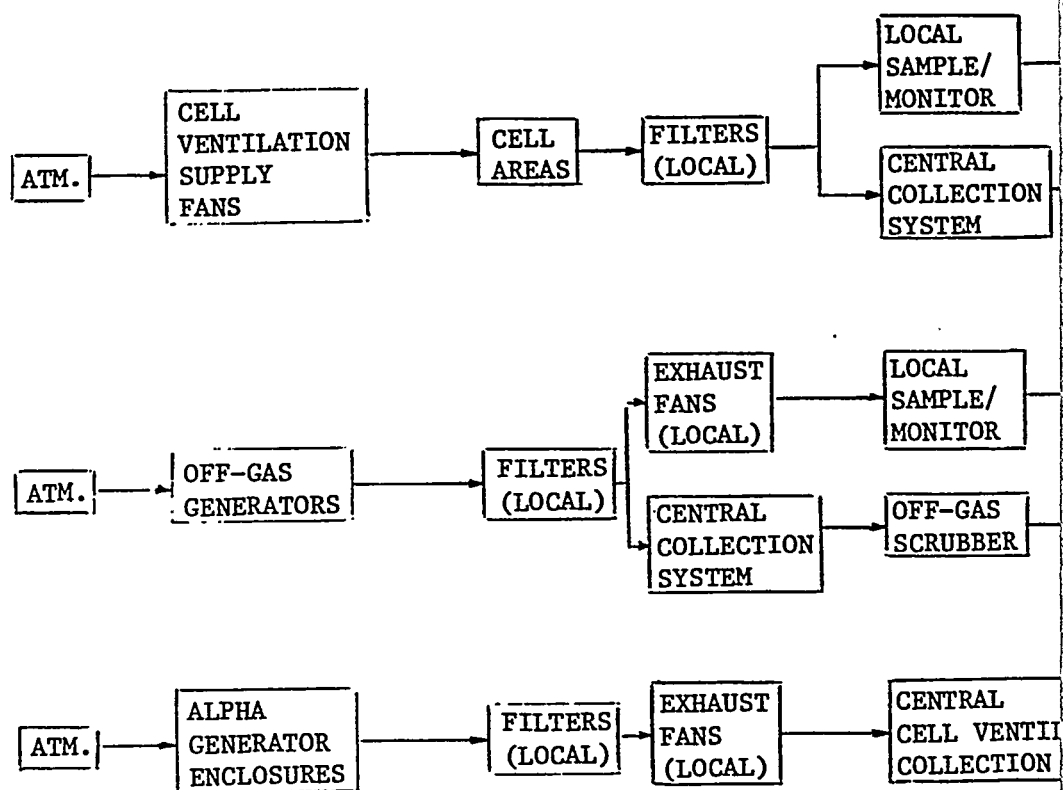 ATM.
CELL
VENTILATION
SUPPLY
FANS
CELL
AREAS
FILTERS
(LOCAL)
LOCAL
SAMPLE/
MONITOR
CENTRAL
COLLECTION
SYSTEM
ATM.
OFF-GAS
GENERATORS
FILTERS
(LOCAL)
EXHAUST
FANS
(LOCAL)
LOCAL
SAMPLE/
MONITOR
CENTRAL
COLLECTION
SYSTEM
OFF-GAS
SCRUBBER
ATM.
ALPHA
GENERATOR
ENCLOSURES
FILTERS
(LOCAL)
EXHAUST
FANS
(LOCAL)
CENTRAL
CELL
COLLECTION